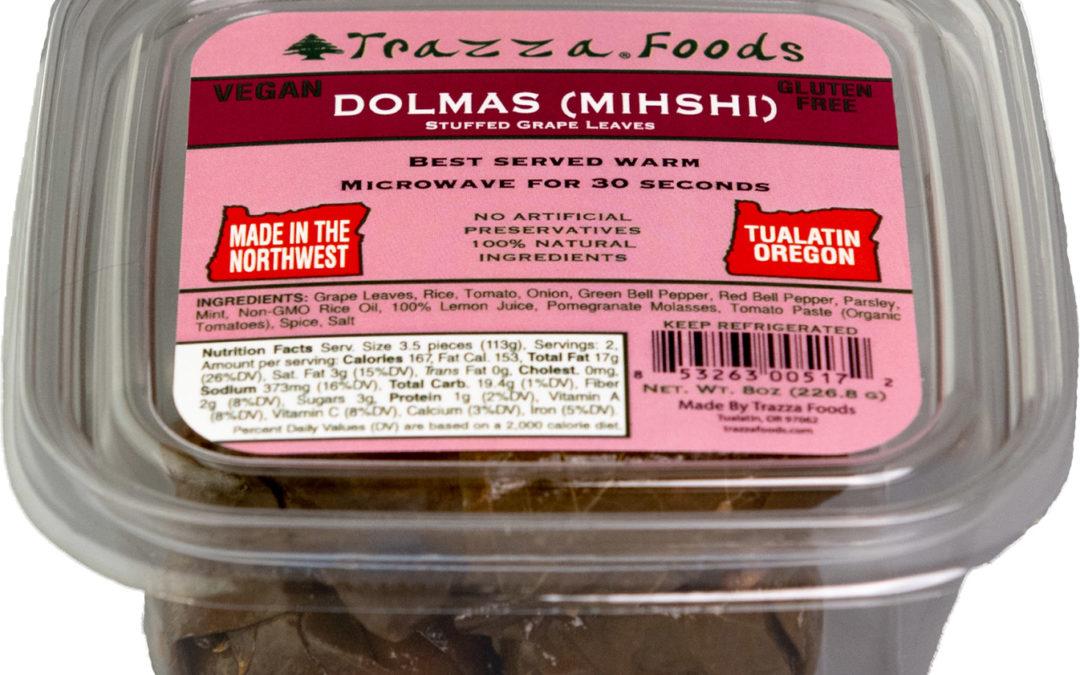 Trazza® Foods
VEGAN
DOLMAS (MIHSHI)
GLUTEN
FREE
STUFFED GRAPE LEAVES
BEST SERVED WARM
MICROWAVE FOR 30 SECONDS
MADE IN THE
NORTHWEST
NO ARTIFICIAL
PRESERVATIVES
100% NATURAL
INGREDIENTS
TUALATIN
OREGON
INGREDIENTS: Grape Leaves, Rice, Tomato, Onion, Green Bell Pepper, Red Bell Pepper, Parsley,
Mint, Non-GMO Rice Oil, 100% Lemon Juice, Pomegranate Molasses, Tomato Paste (Organic
Tomatoes), Spice, Salt
Nutrition Facts Serv. Size 3.5 pieces (113g), Servings: 2,
Amount per serving: Calories 167, Fat Cal. 153, Total Fat 17g
(26%DV), Sat. Fat 3g (15%DV), Trans Fat 0g, Cholest. 0mg,
Sodium 373mg (16%DV), Total Carb. 19.4g (1%DV), Fiber
2g (8%DV), Sugars 3g, Protein 1g (2%DV), Vitamin A
(8%DV), Vitamin C (8%DV), Calcium (3%DV), Iron (5%DV).
Percent Daily Values (DV) are based on a 2,000 calorie diet.
KEEP REFRIGERATED
8 53263 00517 2
NET. WT. 8OZ (226.8 G)
Made By Trazza Foods
Tualatin, OR 97062
trazzafoods.com